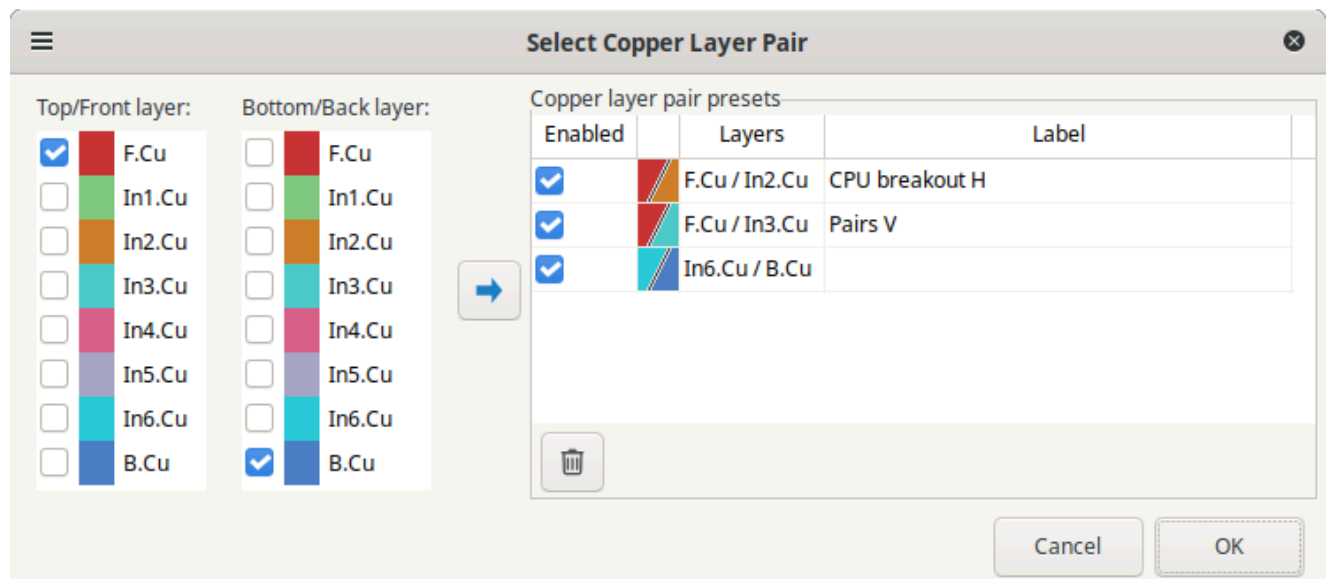 Select Copper Layer Pair
Top/Front layer:
F.Cu
In1.Cu
In2.Cu
In3.Cu
In4.Cu
In5.Cu
In6.Cu
B.Cu
Bottom/Back layer:
F.Cu
In1.Cu
In2.Cu
In3.Cu
In4.Cu
In5.Cu
In6.Cu
B.Cu
Copper layer pair presets
Enabled Layers Label
F.Cu / In2.Cu CPU breakout H
F.Cu / In3.Cu Pairs V
In6.Cu / B.Cu
Cancel OK